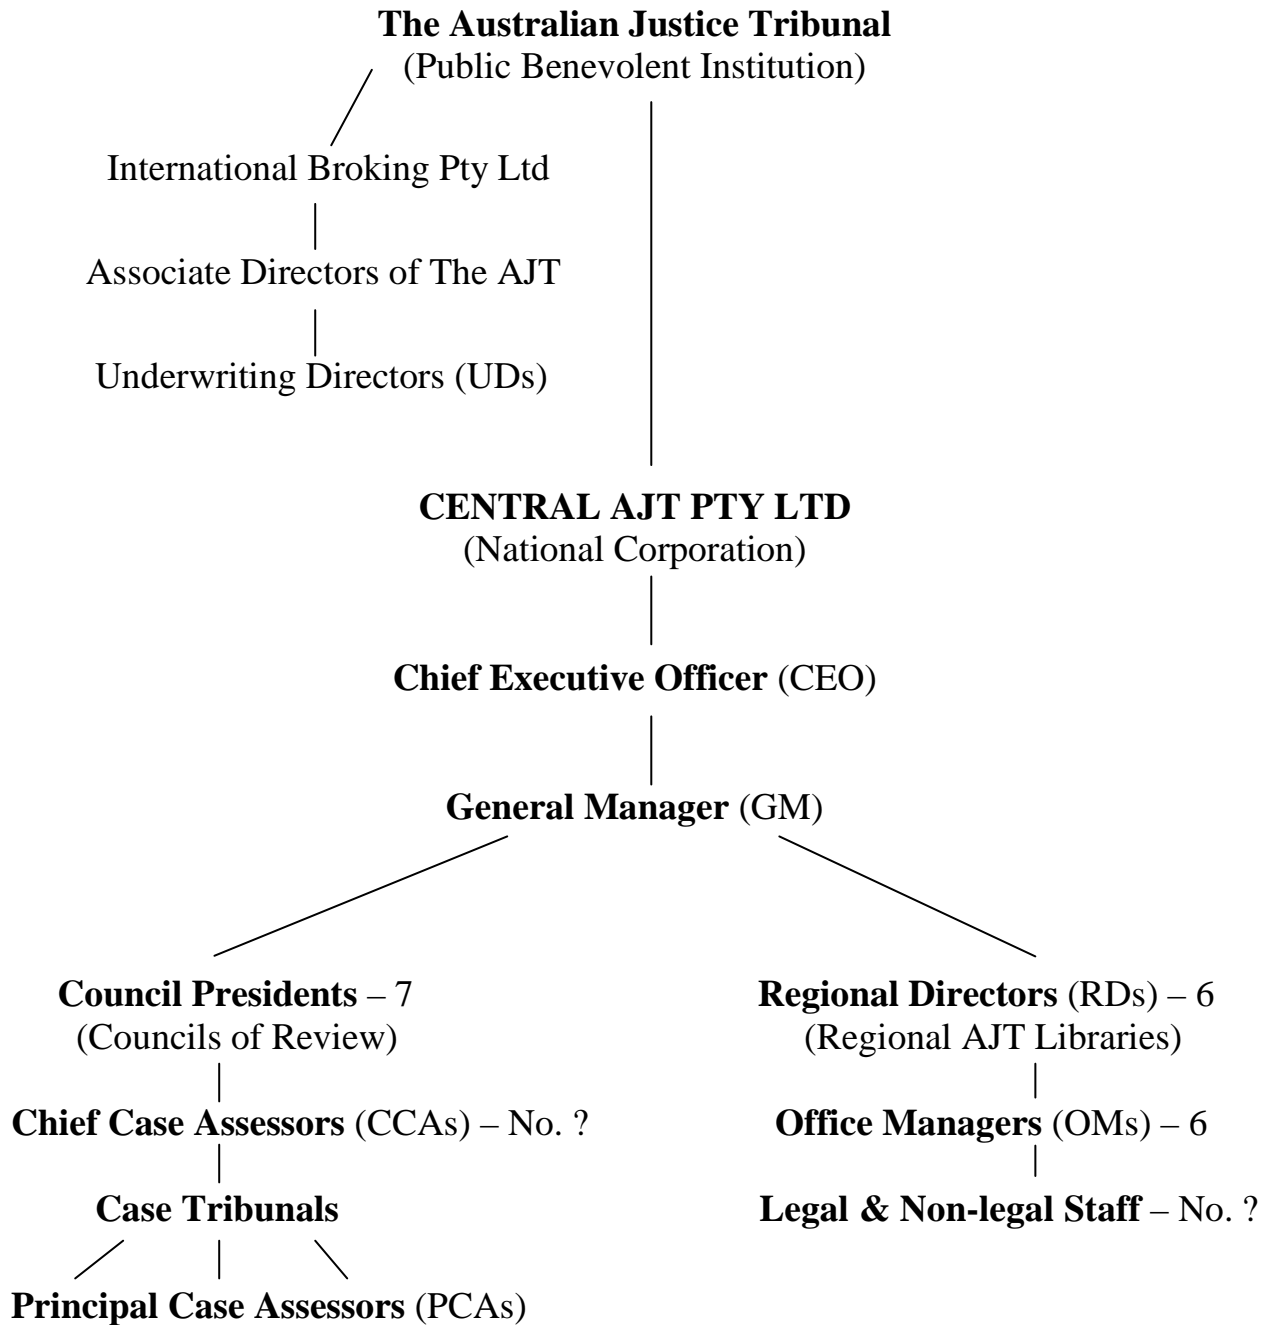 The Australian Justice Tribunal
(Public Benevolent Institution)
International Broking Pty Ltd
Associate Directors of The AJT
Underwriting Directors (UDs)
CENTRAL AJT PTY LTD
(National Corporation)
Chief Executive Officer (CEO)
General Manager (GM)
Council Presidents – 7
(Councils of Review)
Chief Case Assessors (CCAs) – No. ?
Case Tribunals
Principal Case Assessors (PCAs)
Regional Directors (RDs) – 6
(Regional AJT Libraries)
Office Managers (OMs) – 6
Legal & Non-legal Staff – No. ?